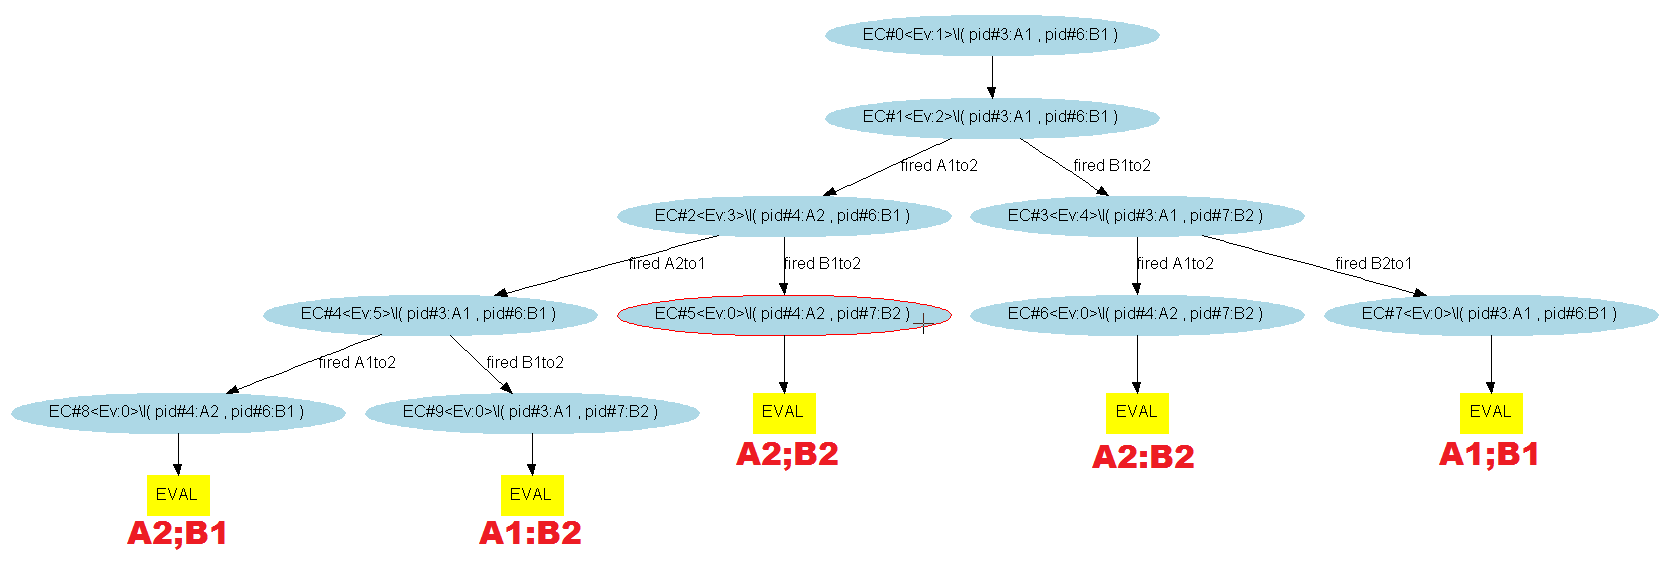 EC#0<Ev:1>\l( pid#3:A1 , pid#6:B1 )
EC#1<Ev:2>\l( pid#3:A1 , pid#6:B1 )
fired A1to2
fired B1to2
EC#2<Ev:3>\l( pid#4:A2 , pid#6:B1 )
EC#3<Ev:4>\l( pid#3:A1 , pid#7:B2 )
fired A2to1
fired B1to2
fired A1to2
fired B2to1
EC#4<Ev:5>\l( pid#3:A1 , pid#6:B1 )
EC#5<Ev:0>\l( pid#4:A2 , pid#7:B2 )
EC#6<Ev:0>\l( pid#4:A2 , pid#7:B2 )
EC#7<Ev:0>\l( pid#3:A1 , pid#6:B1 )
fired A1to2
fired B1to2
EC#8<Ev:0>\l( pid#4:A2 , pid#6:B1 )
EC#9<Ev:0>\l( pid#3:A1 , pid#7:B2 )
EVAL
EVAL
EVAL
A2;B2
A2:B2
A1;B1
EVAL
EVAL
A2;B1
A1:B2